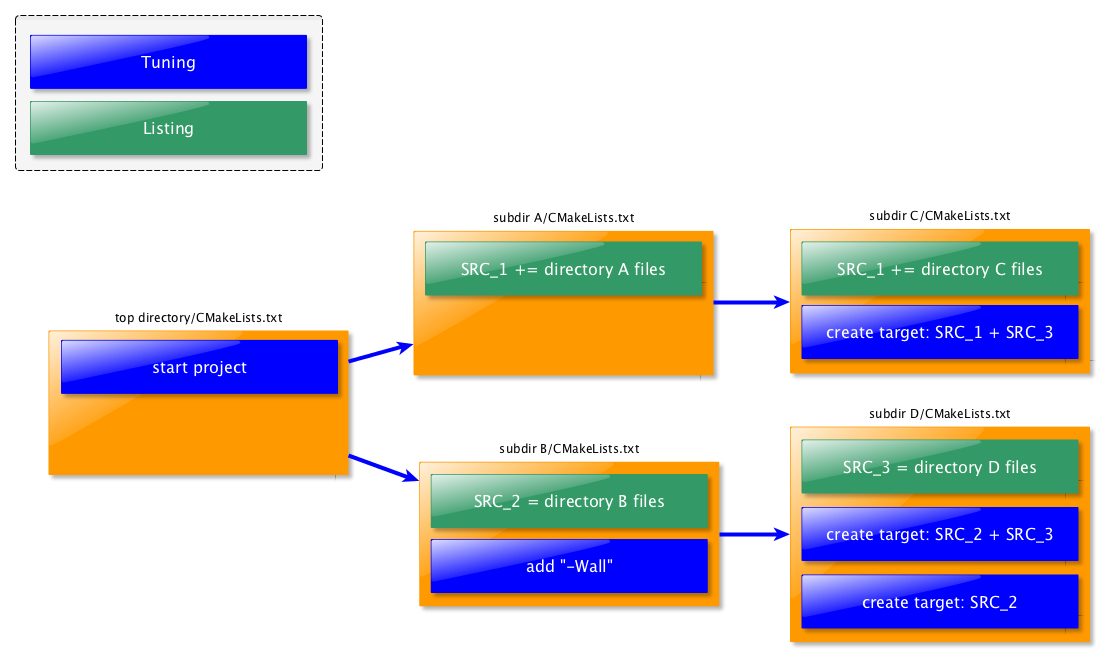 Tuning
Listing
top directory/CMakeLists.txt
start project
subdir A/CMakeLists.txt
SRC_1 += directory A files
subdir B/CMakeLists.txt
SRC_2 = directory B files
add "-Wall"
subdir C/CMakeLists.txt
SRC_1 += directory C files
create target: SRC_1 + SRC_3
subdir D/CMakeLists.txt
SRC_3 = directory D files
create target: SRC_2 + SRC_3
create target: SRC_2